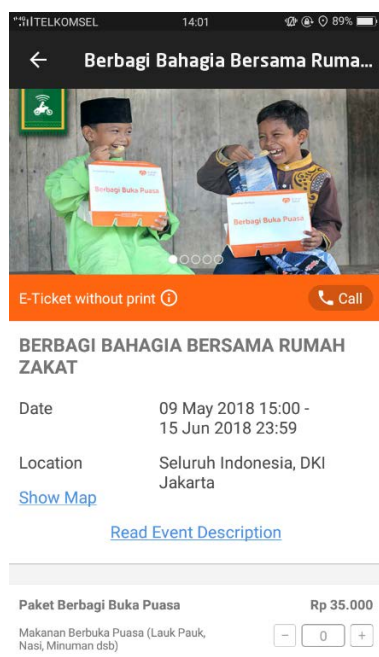 TELKOMSEL 14:01 89%
Berbagi Bahagia Bersama Ruma...
Berbagi Buka Puasa
Berbagi Buka Puasa
E-Ticket without print
Call
BERBAGI BAHAGIA BERSAMA RUMAH
ZAKAT
Date 09 May 2018 15:00 -
15 Jun 2018 23:59
Location Seluruh Indonesia, DKI
Jakarta
Show Map
Read Event Description
Paket Berbagi Buka Puasa Rp 35.000
Makanan Berbuka Puasa (Lauk Pauk,
Nasi, Minuman dsb)
− 0 +